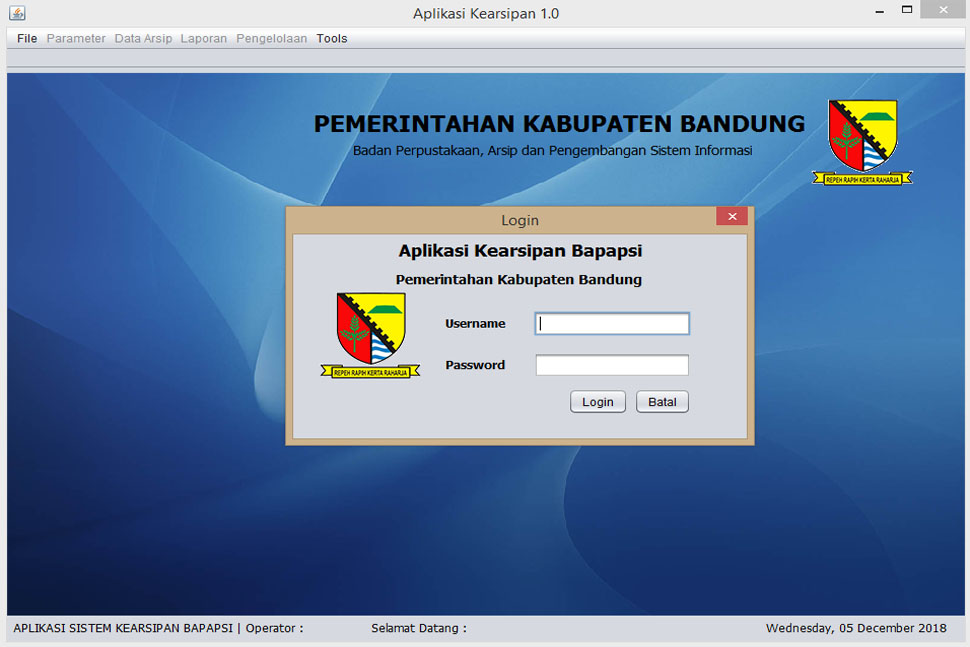 Aplikasi Kearsipan 1.0
File Parameter Data Arsip Laporan Pengelolaan Tools
PEMERINTAHAN KABUPATEN BANDUNG
Badan Perpustakaan, Arsip dan Pengembangan Sistem Informasi
REPEH RAPIH KERTA RAHARJA
Login
Aplikasi Kearsipan Bapapsi
Pemerintahan Kabupaten Bandung
Username
REPEH RAPIH KERTA RAHARJA
Password
Login Batal
APLIKASI SISTEM KEARSIPAN BAPAPSI | Operator : Selamat Datang : Wednesday, 05 December 2018